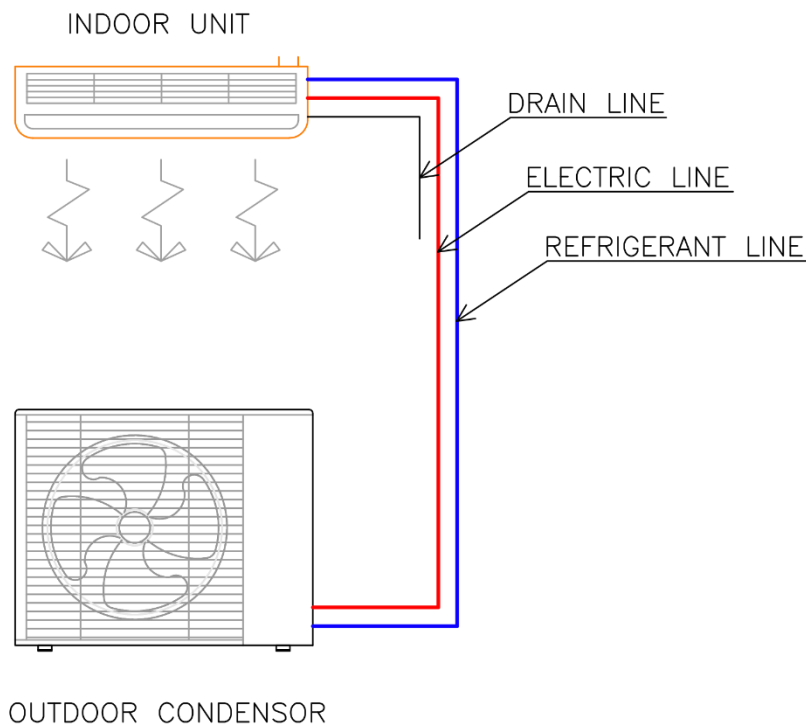 INDOOR UNIT
DRAIN LINE
ELECTRIC LINE
REFRIGERANT LINE
OUTDOOR CONDENSOR